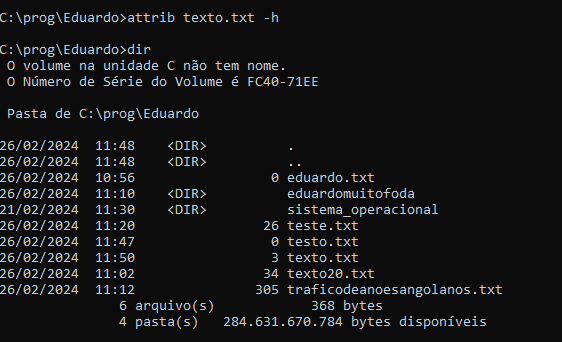 C:\prog\Eduardo>attrib texto.txt -h
C:\prog\Eduardo>dir
 O volume na unidade C não tem nome.
 O Número de Série do Volume é FC40-71EE
 Pasta de C:\prog\Eduardo
26/02/2024  11:48    <DIR>          .
26/02/2024  11:48    <DIR>          ..
26/02/2024  10:56                 0 eduardo.txt
26/02/2024  11:10    <DIR>          eduardomuitofoda
21/02/2024  11:30    <DIR>          sistema_operacional
26/02/2024  11:20                26 teste.txt
26/02/2024  11:47                 0 testo.txt
26/02/2024  11:50                 3 texto.txt
26/02/2024  11:02                34 texto20.txt
26/02/2024  11:12               305 traficodeanoesangolanos.txt
               6 arquivo(s)            368 bytes
               4 pasta(s)   284.631.670.784 bytes disponíveis